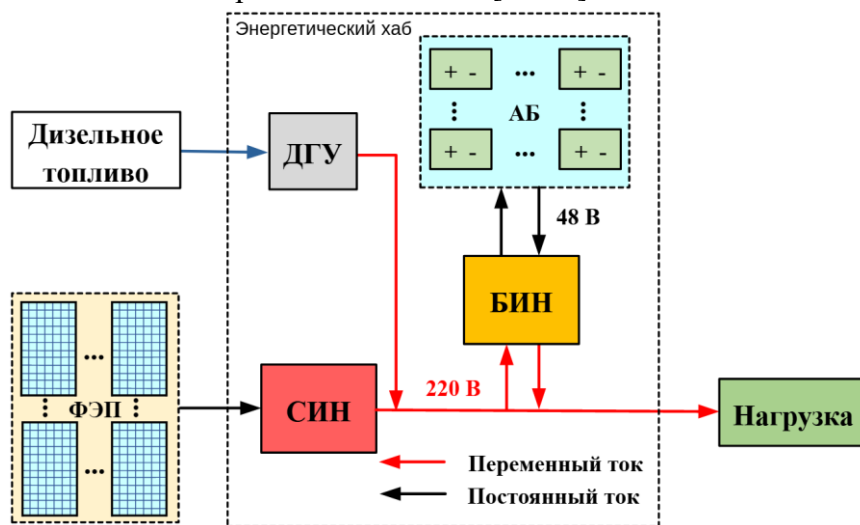 Энергетический хаб
+ - ... + -
АБ
+ - ... + -
Дизельное
топливо
ДГУ
48 В
БИН
...
ФЭП
...
СИН
220 В
Нагрузка
Переменный ток
Постоянный ток